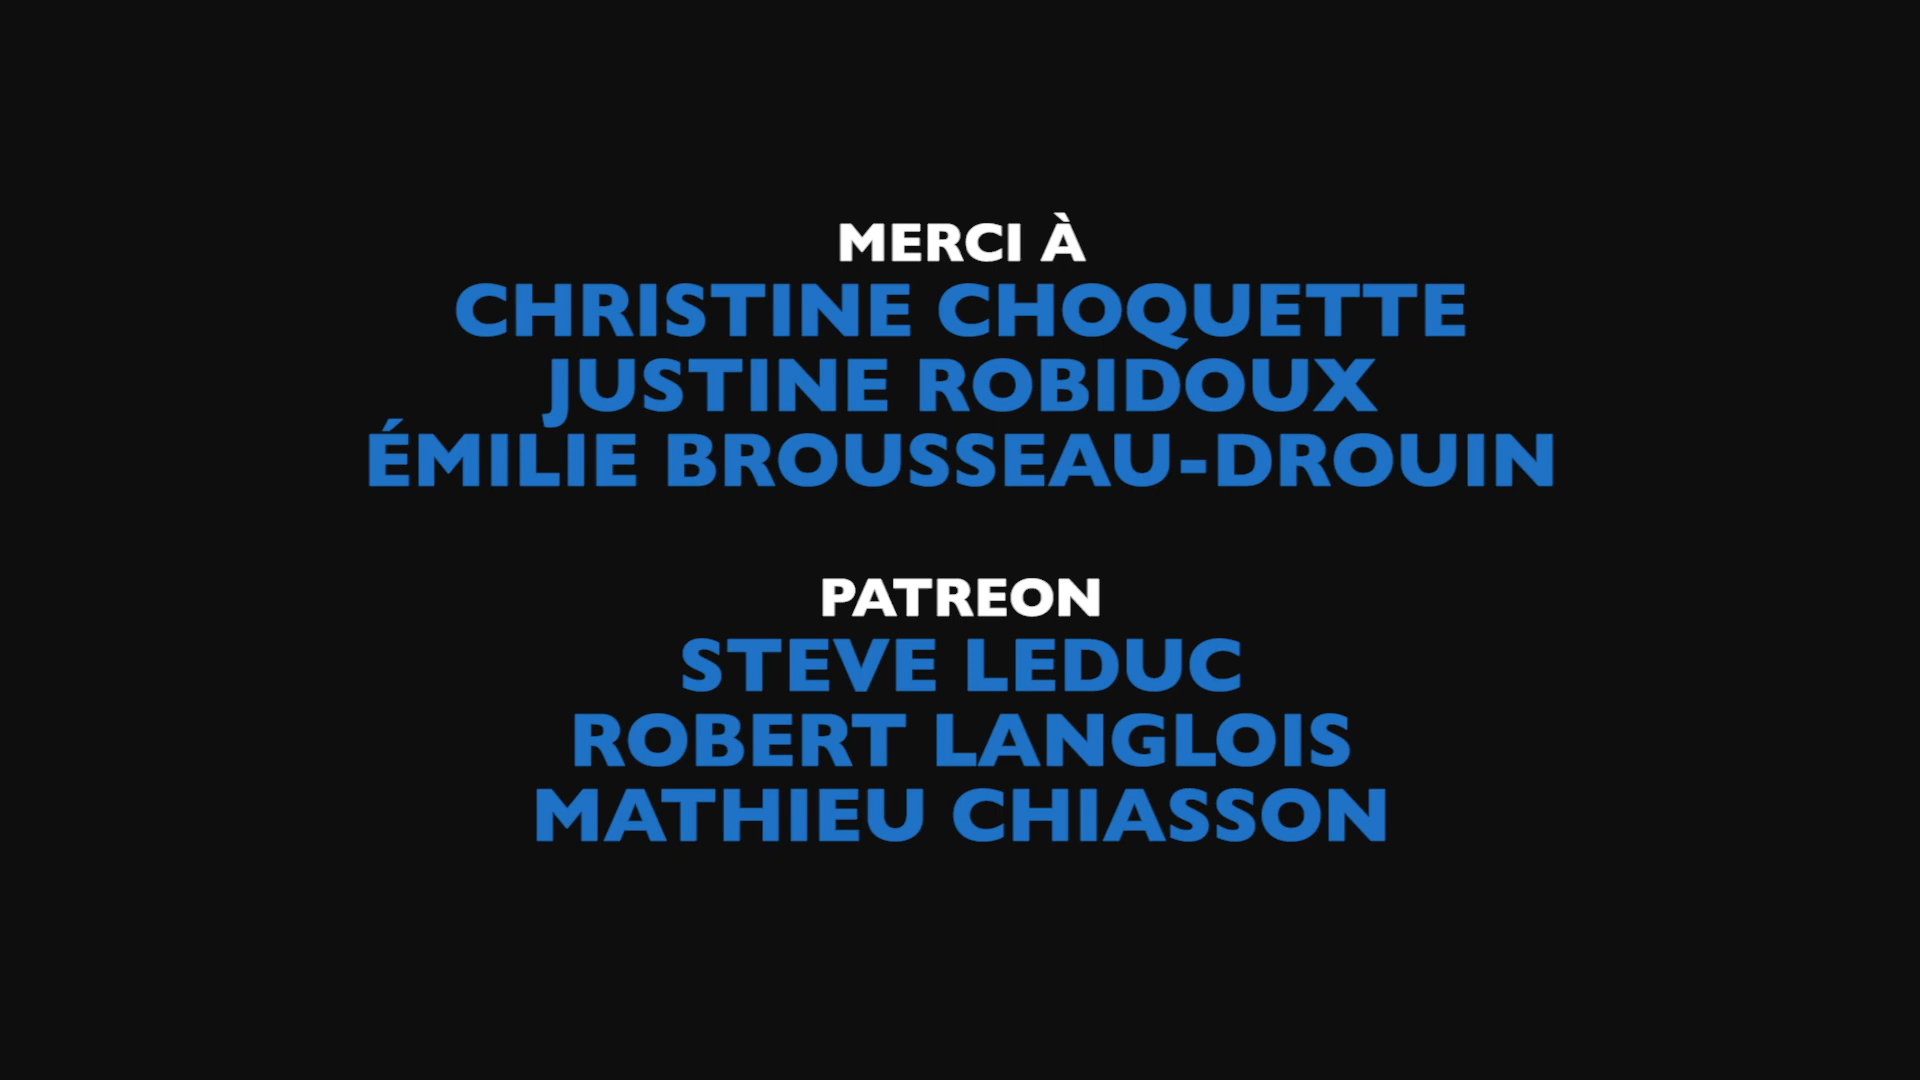 MERCI À
CHRISTINE CHOQUETTE
JUSTINE ROBIDOUX
ÉMILIE BROUSSEAU-DROUIN
PATREON
STEVE LEDUC
ROBERT LANGLOIS
MATHIEU CHIASSON